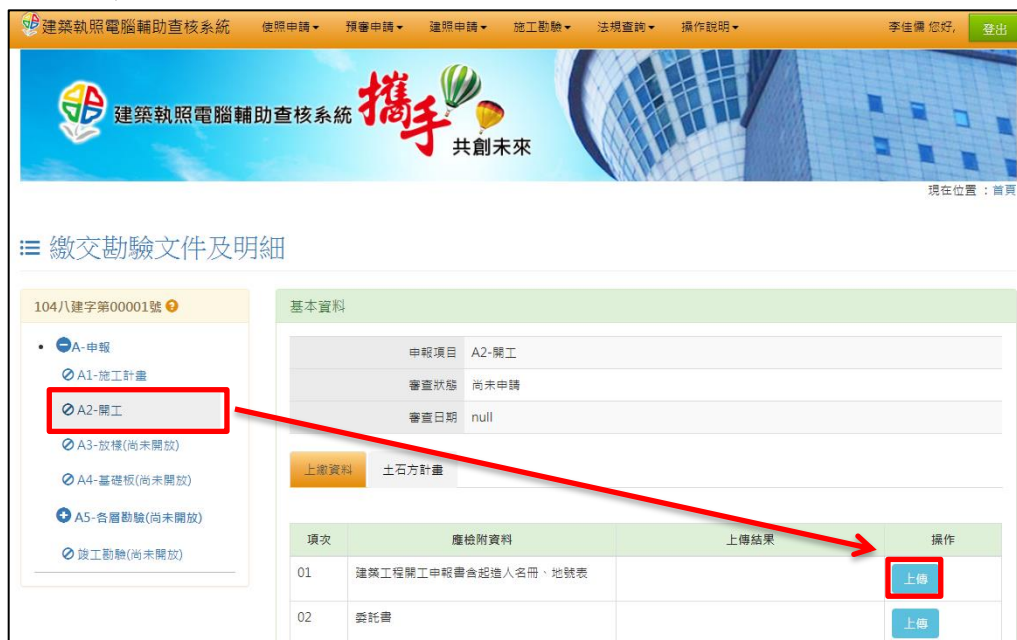 建築執照電腦輔助查核系統 使照申請 預審申請 建照申請 施工勘驗 法規查詢 操作說明 李佳儒 您好, 登出
建築執照電腦輔助查核系統 攜手
共創未來
現在位置 : 首頁
繳交勘驗文件及明細
104八建字第00001號
A-申報
A1-施工計畫
A2-開工
A3-放樣(尚未開放)
A4-基礎板(尚未開放)
A5-各層勘驗(尚未開放)
竣工勘驗(尚未開放)
基本資料
申報項目 A2-開工
審查狀態 尚未申請
審查日期 null
上繳資料 土石方計畫
項次 應檢附資料 上傳結果 操作
01 建築工程開工申報書含起造人名冊、地號表 上傳
02 委託書 上傳